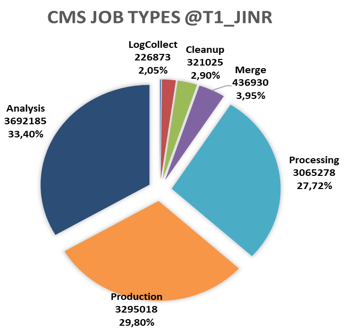 CMS JOB TYPES @T1_JINR
LogCollect
226873
2,05%
Cleanup
321025
2,90%
Merge
436930
3,95%
Processing
3065278
27,72%
Production
3295018
29,80%
Analysis
3692185
33,40%